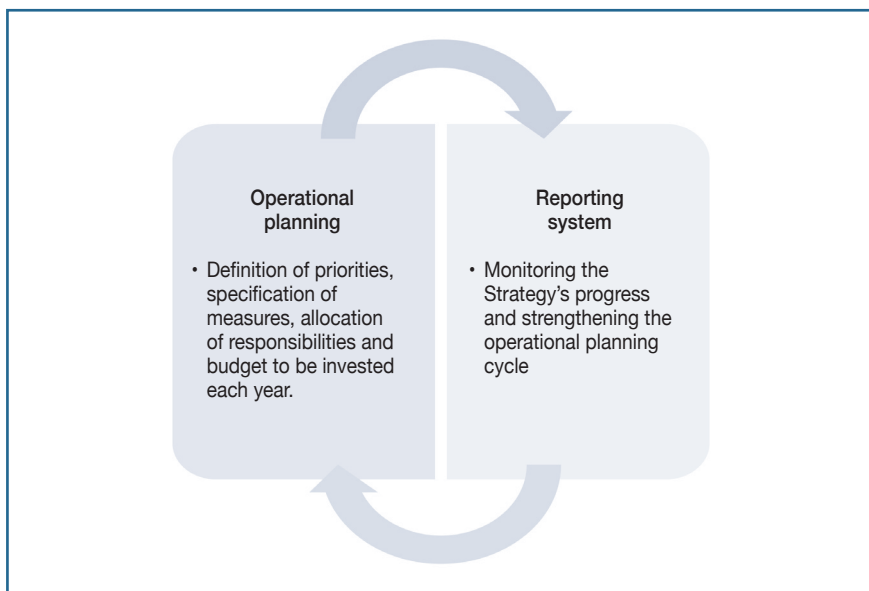 Operational
planning
• Definition of priorities,
specification of
measures, allocation
of responsibilities and
budget to be invested
each year.
Reporting
system
• Monitoring the
Strategy’s progress
and strengthening the
operational planning
cycle